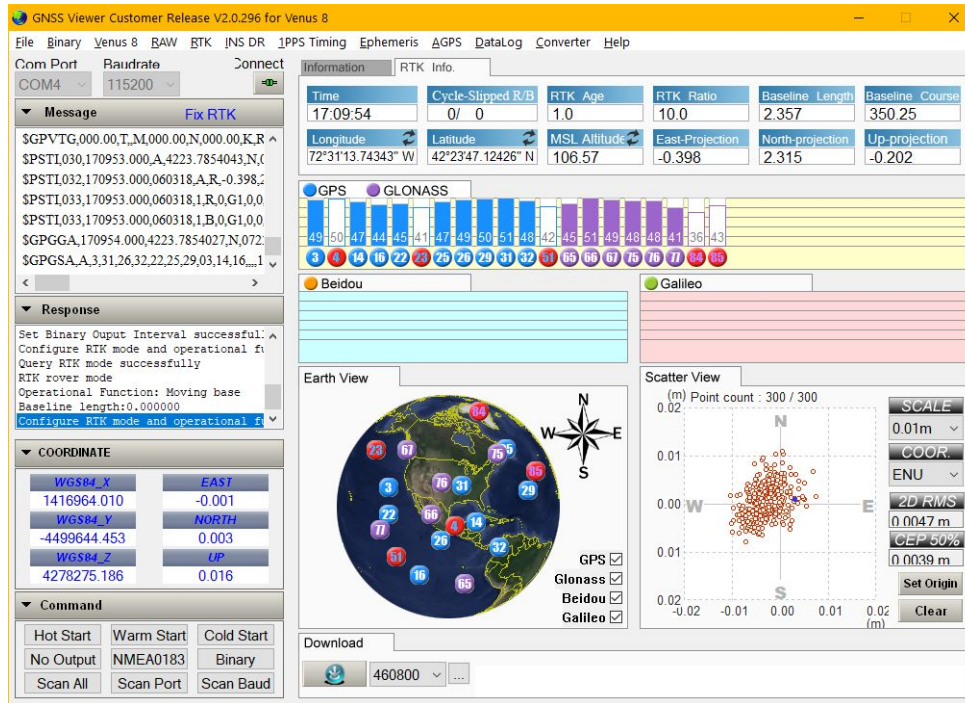 GNSS Viewer Customer Release V2.0.296 for Venus 8
File Binary Venus 8 RAW RTK INS DR 1PPS Timing Ephemeris AGPS DataLog Converter Help
Com Port Baudrate Connect
COM4 115200
Message Fix RTK
$GPVTG,000.00,T,,M,000.00,N,000.00,K,R
$PSTI,030,170953.000,A,4223.7854043,N,0
$PSTI,032,170953.000,060318,A,R,-0.398,2
$PSTI,033,170953.000,060318,1,R,0,G1,0,0
$PSTI,033,170953.000,060318,1,B,0,G1,0,0
$GPGGA,170954.000,4223.7854027,N,072
$GPGSA,A,3,31,26,32,22,25,29,03,14,16,,,,1
Response
Set Binary Ouput Interval successful
Configure RTK mode and operational fu
Query RTK mode successfully
RTK rover mode
Operational Function: Moving base
Baseline length:0.000000
Configure RTK mode and operational fu
COORDINATE
WGS84_X EAST
1416964.010 -0.001
WGS84_Y NORTH
-4499644.453 0.003
WGS84_Z UP
4278275.186 0.016
Command
Hot Start Warm Start Cold Start
No Output NMEA0183 Binary
Scan All Scan Port Scan Baud
Information RTK Info.
Time Cycle-Slipped R/B RTK Age RTK Ratio Baseline Length Baseline Course
17:09:54 0/ 0 1.0 10.0 2.357 350.25
Longitude Latitude MSL Altitude East-Projection North-projection Up-projection
72°31'13.74343" W 42°23'47.12426" N 106.57 -0.398 2.315 -0.202
GPS GLONASS
49 50 47 44 45 41 47 49 50 51 48 42 45 51 49 48 48 41 36 43
3 4 14 16 22 23 25 26 29 31 32 51 65 66 67 75 76 77 84 85
Beidou Galileo
Earth View
84
N
W E
S
23 67 75
85
3 76 31 29
22 66 14
77 4
26 32
51
16 65
GPS
Glonass
Beidou
Galileo
Scatter View
(m) Point count : 300 / 300
0.02
0.01
0.00
0.01
0.02
N
W E
S
-0.02 -0.01 0.00 0.01 0.02
(m)
SCALE
0.01m
COOR.
ENU
2D RMS
0.0047 m
CEP 50%
0.0039 m
Set Origin
Clear
Download
460800 ...